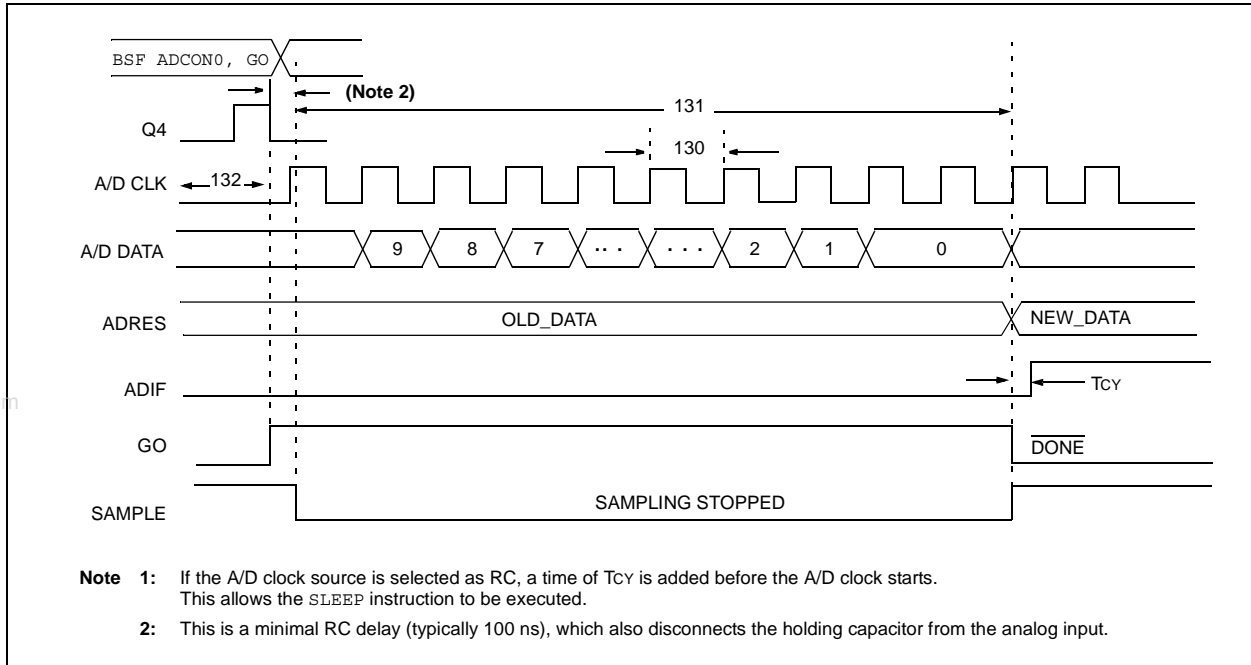 BSF ADCON0, GO
(Note 2)
131
Q4
130
A/D CLK
132
A/D DATA
9 8 7 .. . . . . 2 1 0
ADRES
OLD_DATA
NEW_DATA
ADIF
TCY
GO
DONE
SAMPLE
SAMPLING STOPPED
Note 1: If the A/D clock source is selected as RC, a time of TCY is added before the A/D clock starts.
This allows the SLEEP instruction to be executed.
2: This is a minimal RC delay (typically 100 ns), which also disconnects the holding capacitor from the analog input.
m